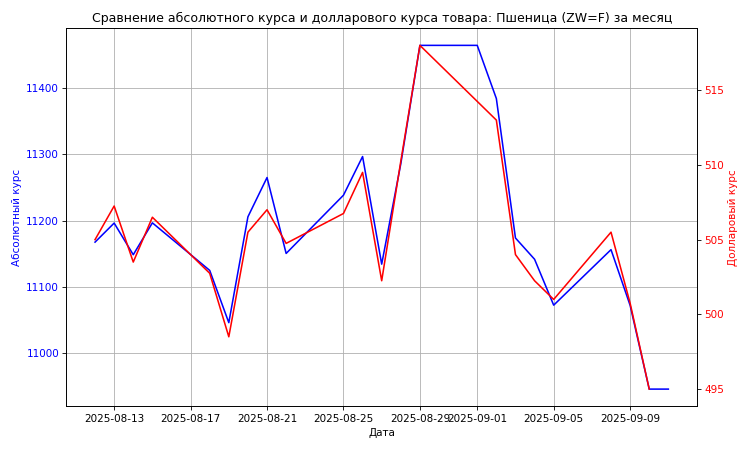 Сравнение абсолютного курса и долларового курса товара: Пшеница (ZW=F) за месяц
Абсолютный курс
11400
11300
11200
11100
11000
515
510
505
500
495
Долларовый курс
2025-08-13 2025-08-17 2025-08-21 2025-08-25 2025-08-29 2025-09-01 2025-09-05 2025-09-09
Дата